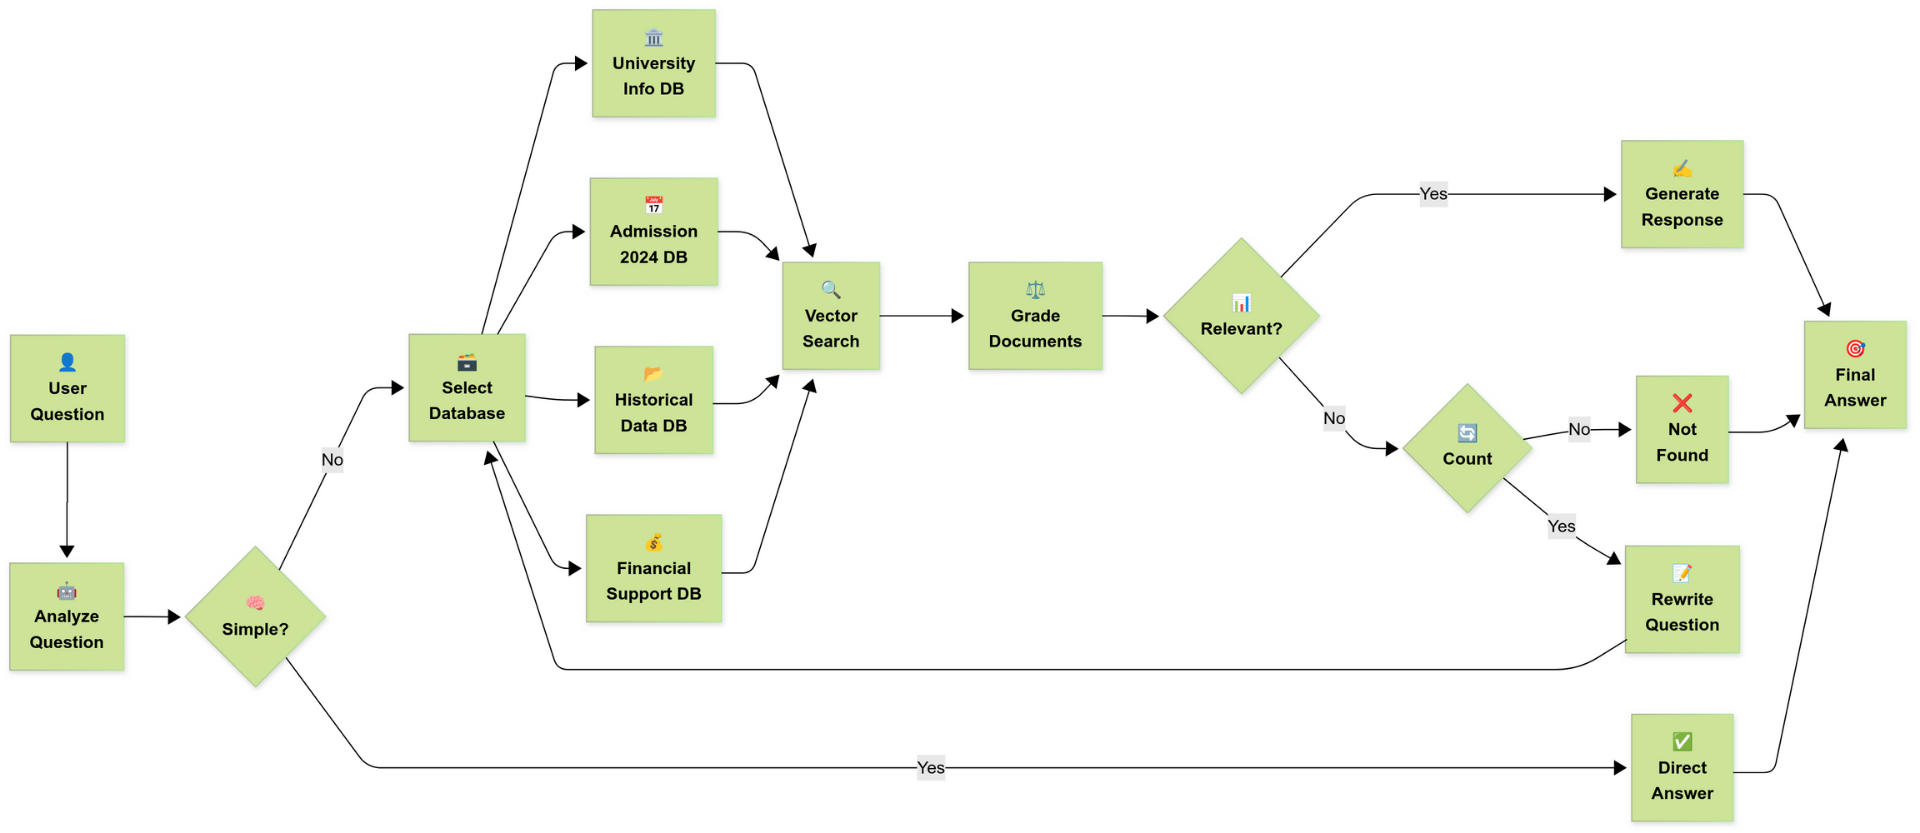 User
Question
Analyze
Question
Simple?
No
Yes
Select
Database
University
Info DB
Admission
2024 DB
Historical
Data DB
Financial
Support DB
Vector
Search
Grade
Documents
Relevant?
Yes
No
Count
No
Yes
Generate
Response
Not
Found
Rewrite
Question
Direct
Answer
Final
Answer